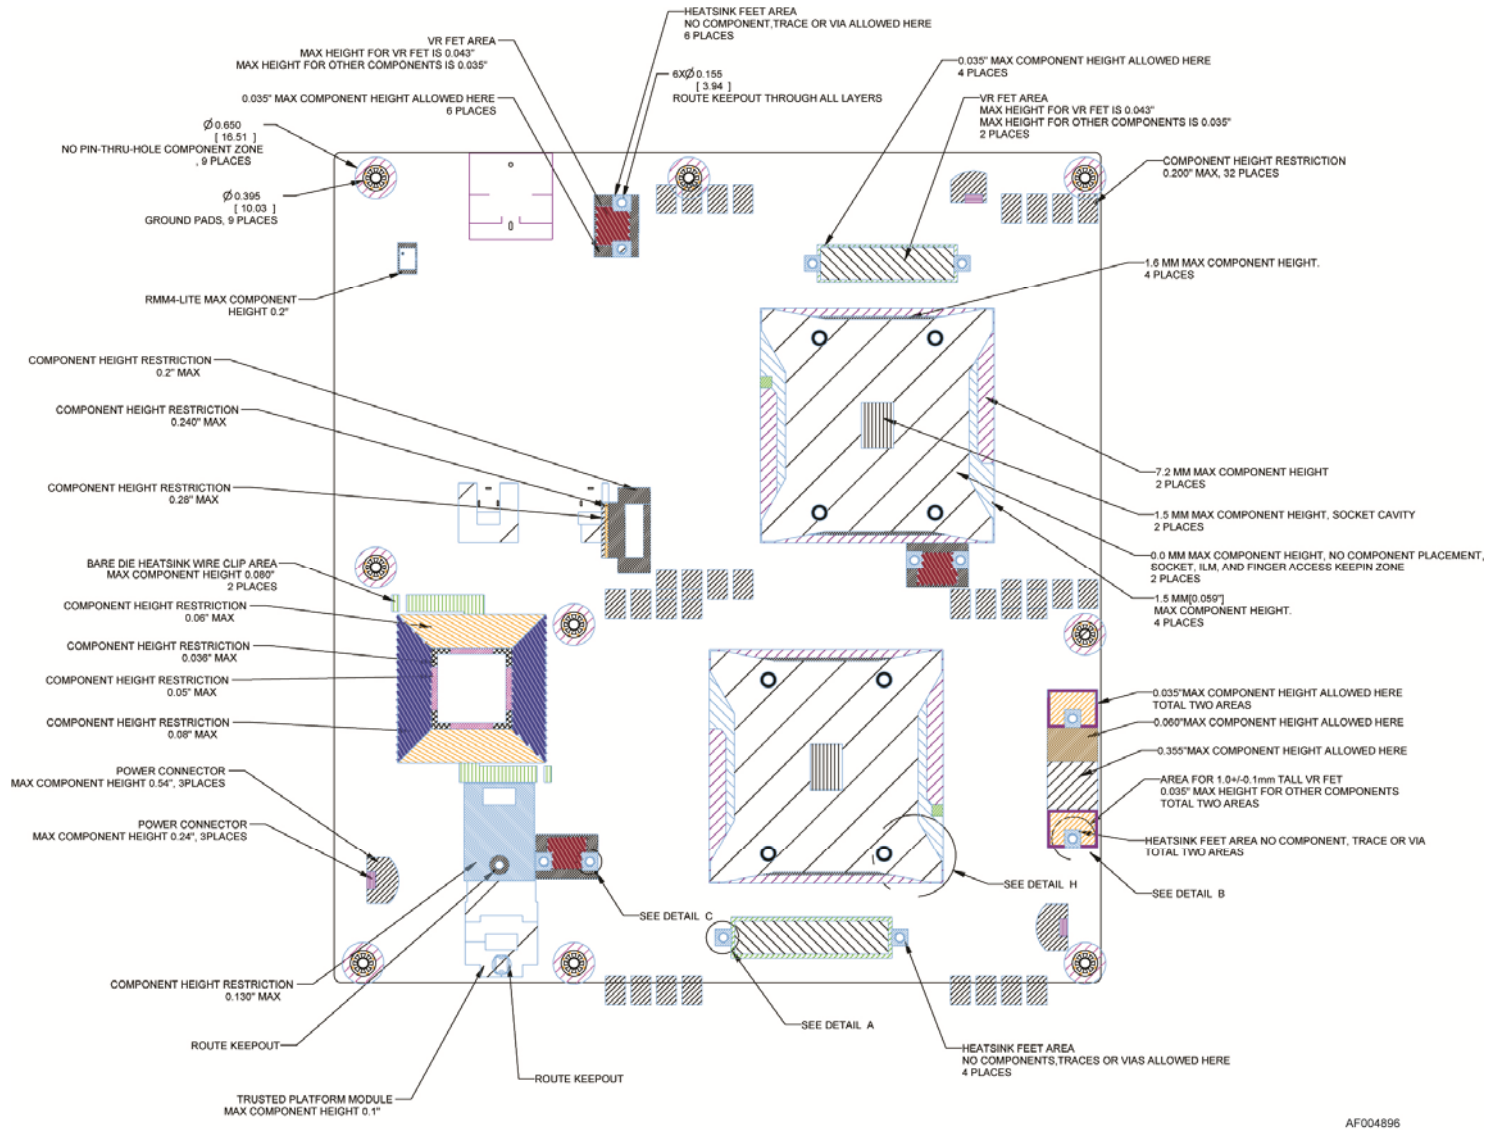 HEATSINK FEET AREA
NO COMPONENT,TRACE OR VIA ALLOWED HERE
6 PLACES
VR FET AREA
MAX HEIGHT FOR VR FET IS 0.043"
MAX HEIGHT FOR OTHER COMPONENTS IS 0.035"
6XØ 0.155
[ 3.94 ]
ROUTE KEEPOUT THROUGH ALL LAYERS
0.035" MAX COMPONENT HEIGHT ALLOWED HERE
4 PLACES
0.035" MAX COMPONENT HEIGHT ALLOWED HERE
6 PLACES
VR FET AREA
MAX HEIGHT FOR VR FET IS 0.043"
MAX HEIGHT FOR OTHER COMPONENTS IS 0.035"
2 PLACES
Ø 0.650
[ 16.51 ]
NO PIN-THRU-HOLE COMPONENT ZONE
, 9 PLACES
COMPONENT HEIGHT RESTRICTION
0.200" MAX, 32 PLACES
Ø 0.395
[ 10.03 ]
GROUND PADS, 9 PLACES
1.6 MM MAX COMPONENT HEIGHT.
4 PLACES
RMM4-LITE MAX COMPONENT
HEIGHT 0.2"
COMPONENT HEIGHT RESTRICTION
0.2" MAX
COMPONENT HEIGHT RESTRICTION
0.240" MAX
7.2 MM MAX COMPONENT HEIGHT
2 PLACES
COMPONENT HEIGHT RESTRICTION
0.28" MAX
1.5 MM MAX COMPONENT HEIGHT, SOCKET CAVITY
2 PLACES
0.0 MM MAX COMPONENT HEIGHT, NO COMPONENT PLACEMENT,
SOCKET, ILM, AND FINGER ACCESS KEEPIN ZONE
2 PLACES
BARE DIE HEATSINK WIRE CLIP AREA
MAX COMPONENT HEIGHT 0.080"
2 PLACES
1.5 MM[0.059"]
MAX COMPONENT HEIGHT.
4 PLACES
COMPONENT HEIGHT RESTRICTION
0.06" MAX
COMPONENT HEIGHT RESTRICTION
0.036" MAX
COMPONENT HEIGHT RESTRICTION
0.05" MAX
0.035"MAX COMPONENT HEIGHT ALLOWED HERE
TOTAL TWO AREAS
COMPONENT HEIGHT RESTRICTION
0.08" MAX
0.060"MAX COMPONENT HEIGHT ALLOWED HERE
0.355"MAX COMPONENT HEIGHT ALLOWED HERE
POWER CONNECTOR
MAX COMPONENT HEIGHT 0.54", 3PLACES
AREA FOR 1.0+/-0.1mm TALL VR FET
0.035" MAX HEIGHT FOR OTHER COMPONENTS
TOTAL TWO AREAS
POWER CONNECTOR
MAX COMPONENT HEIGHT 0.24", 3PLACES
HEATSINK FEET AREA NO COMPONENT, TRACE OR VIA
TOTAL TWO AREAS
SEE DETAIL H
SEE DETAIL B
SEE DETAIL C
COMPONENT HEIGHT RESTRICTION
0.130" MAX
SEE DETAIL A
ROUTE KEEPOUT
HEATSINK FEET AREA
NO COMPONENTS,TRACES OR VIAS ALLOWED HERE
4 PLACES
ROUTE KEEPOUT
TRUSTED PLATFORM MODULE
MAX COMPONENT HEIGHT 0.1"
AF004896